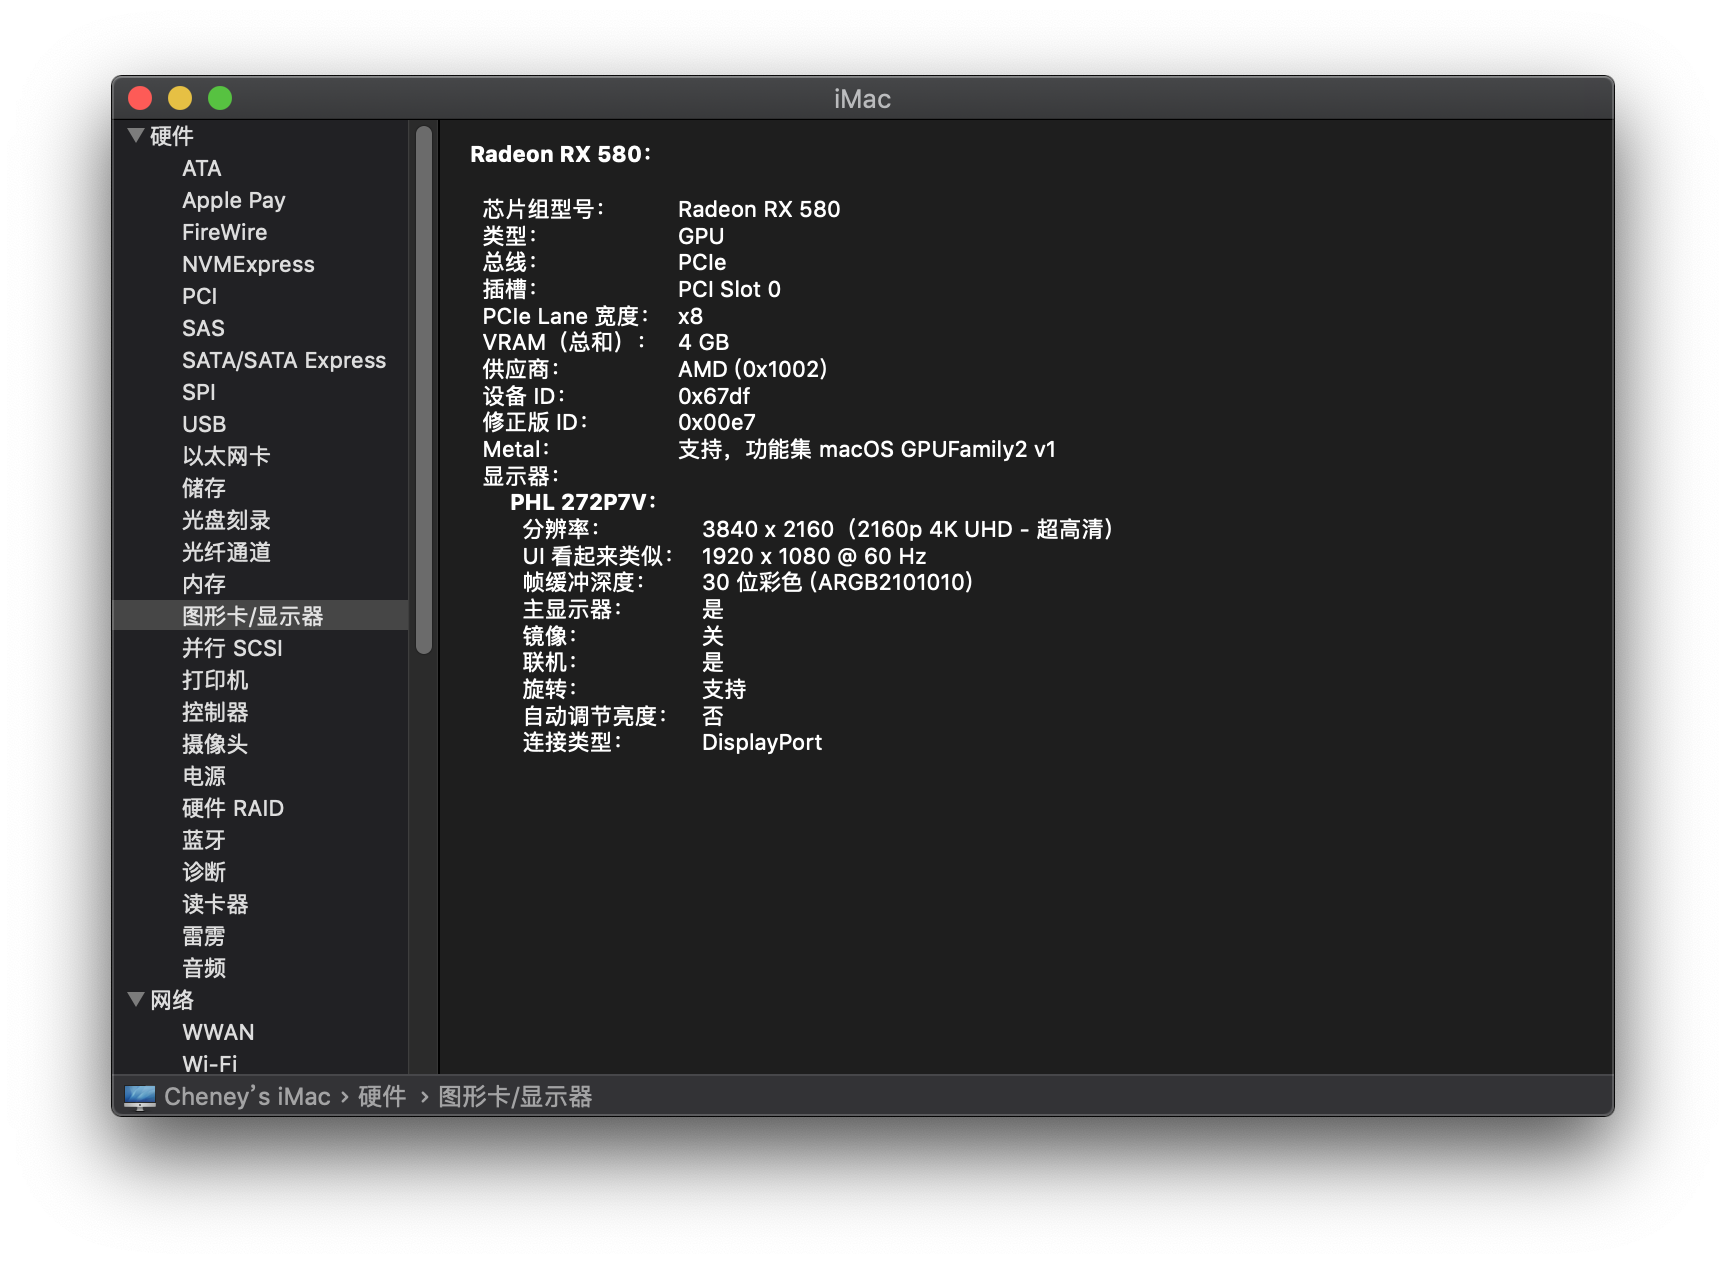 iMac
硬件
ATA
Apple Pay
FireWire
NVMExpress
PCI
SAS
SATA/SATA Express
SPI
USB
以太网卡
储存
光盘刻录
光纤通道
内存
图形卡/显示器
并行 SCSI
打印机
控制器
摄像头
电源
硬件 RAID
蓝牙
诊断
读卡器
雷雳
音频
网络
WWAN
Wi-Fi
Radeon RX 580：
芯片组型号： Radeon RX 580
类型： GPU
总线： PCIe
插槽： PCI Slot 0
PCIe Lane 宽度： x8
VRAM（总和）： 4 GB
供应商： AMD (0x1002)
设备 ID： 0x67df
修正版 ID： 0x00e7
Metal： 支持，功能集 macOS GPUFamily2 v1
显示器：
PHL 272P7V：
分辨率： 3840 x 2160（2160p 4K UHD - 超高清）
UI 看起来类似： 1920 x 1080 @ 60 Hz
帧缓冲深度： 30 位彩色 (ARGB2101010)
主显示器： 是
镜像： 关
联机： 是
旋转： 支持
自动调节亮度： 否
连接类型： DisplayPort
Cheney’s iMac › 硬件 › 图形卡/显示器